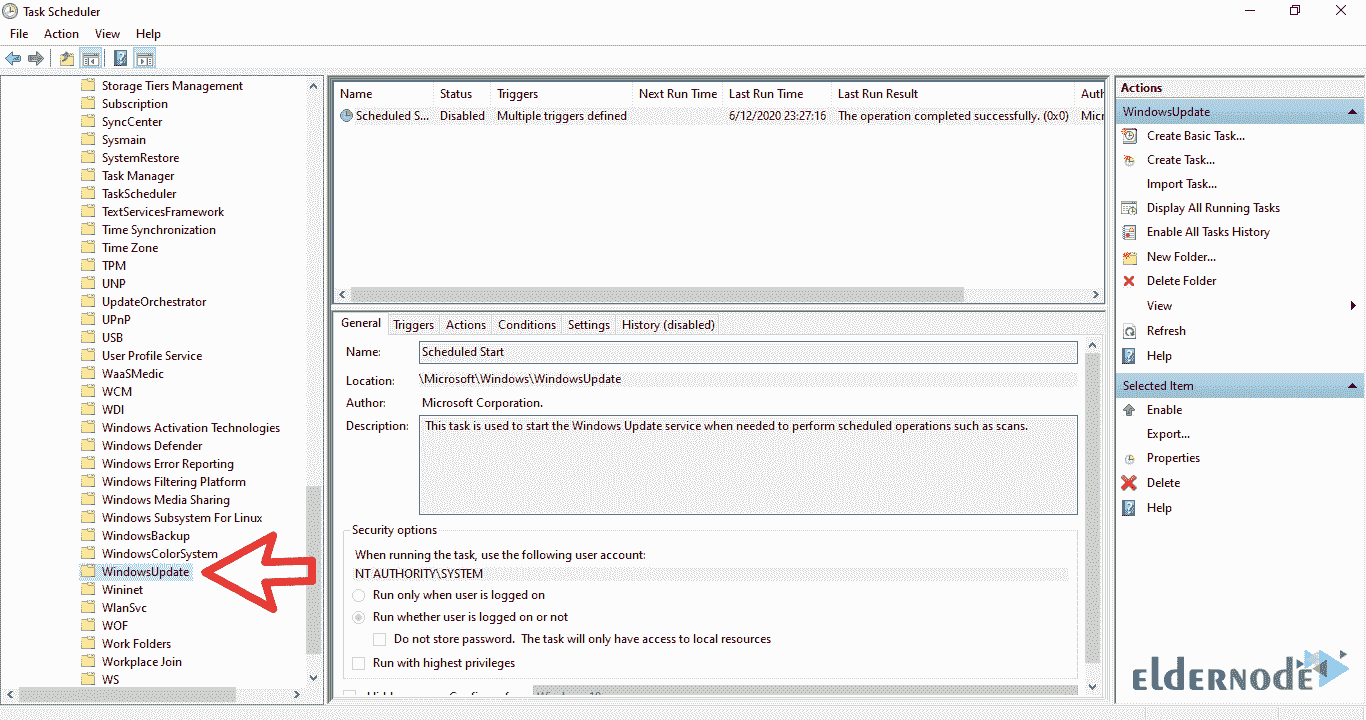 Task Scheduler
File Action View Help
Storage Tiers Management
Subscription
SyncCenter
Sysmain
SystemRestore
Task Manager
TaskScheduler
TextServicesFramework
Time Synchronization
Time Zone
TPM
UNP
UpdateOrchestrator
UPnP
USB
User Profile Service
WaaSMedic
WCM
WDI
Windows Activation Technologies
Windows Defender
Windows Error Reporting
Windows Filtering Platform
Windows Media Sharing
Windows Subsystem For Linux
WindowsBackup
WindowsColorSystem
WindowsUpdate
Wininet
WlanSvc
WOF
Work Folders
Workplace Join
WS
Name Status Triggers Next Run Time Last Run Time Last Run Result Auth
Scheduled S... Disabled Multiple triggers defined 6/12/2020 23:27:16 The operation completed successfully. (0x0) Micr
General Triggers Actions Conditions Settings History (disabled)
Name: Scheduled Start
Location: \Microsoft\Windows\WindowsUpdate
Author: Microsoft Corporation.
Description: This task is used to start the Windows Update service when needed to perform scheduled operations such as scans.
Security options
When running the task, use the following user account:
NT AUTHORITY\SYSTEM
Run only when user is logged on
Run whether user is logged on or not
Do not store password. The task will only have access to local resources
Run with highest privileges
Actions
WindowsUpdate
Create Basic Task...
Create Task...
Import Task...
Display All Running Tasks
Enable All Tasks History
New Folder...
Delete Folder
View
Refresh
Help
Selected Item
Enable
Export...
Properties
Delete
Help
eldernode